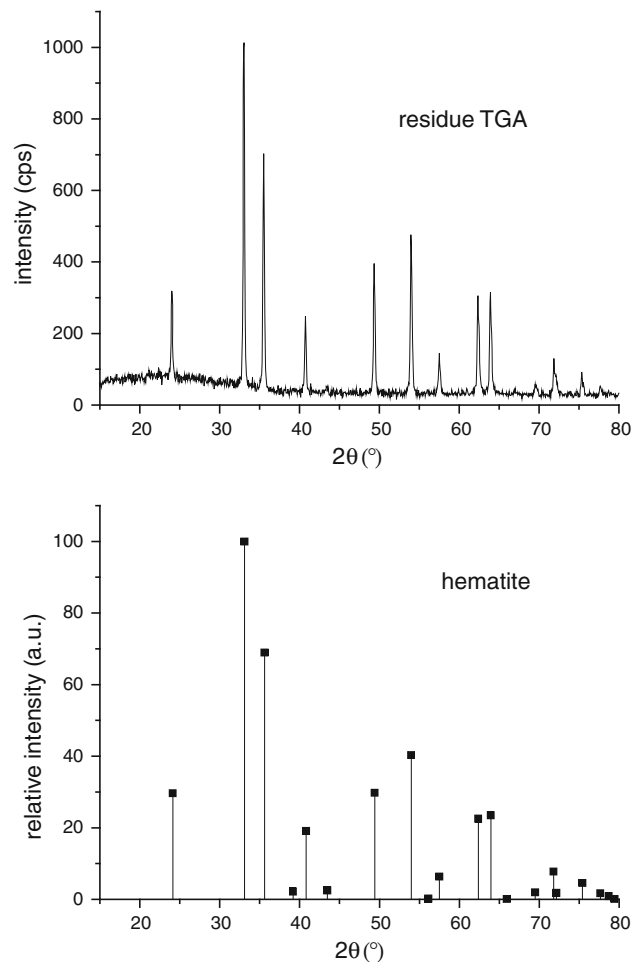 1000
800
600
400
200
0
intensity (cps)
residue TGA
20 30 40 50 60 70 80
2θ (°)
100
80
60
40
20
0
relative intensity (a.u.)
hematite
20 30 40 50 60 70 80
2θ (°)